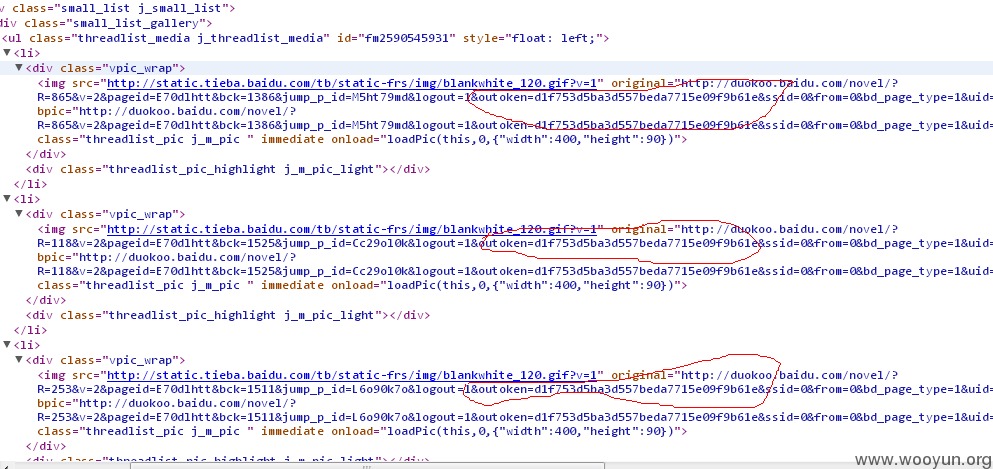 v class="small_list j_small_list">
div class="small_list_gallery">
<ul class="threadlist_media j_threadlist_media" id="fm2590545931" style="float: left;">
▼<li>
▼<div class="vpic_wrap">
<img src="http://static.tieba.baidu.com/tb/static-frs/img/blankwhite_120.gif?v=1" original="http://duokoo.baidu.com/novel/?
R=865&v=2&pageid=E70dlhtt&bck=1386&jump_p_id=M5ht79md&logout=1&outoken=d1f753d5ba3d557beda7715e09f9b61e&ssid=0&from=0&bd_page_type=1&uid=
bpic="http://duokoo.baidu.com/novel/?
R=865&v=2&pageid=E70dlhtt&bck=1386&jump_p_id=M5ht79md&logout=1&outoken=d1f753d5ba3d557beda7715e09f9b61e&ssid=0&from=0&bd_page_type=1&uid=
class="threadlist_pic j_m_pic " immediate onload="loadPic(this,0,{"width":400,"height":90})">
</div>
<div class="threadlist_pic_highlight j_m_pic_light"></div>
</li>
▼<li>
▼<div class="vpic_wrap">
<img src="http://static.tieba.baidu.com/tb/static-frs/img/blankwhite_120.gif?v=1" original="http://duokoo.baidu.com/novel/?
R=118&v=2&pageid=E70dlhtt&bck=1525&jump_p_id=Cc29ol0k&logout=1&outoken=d1f753d5ba3d557beda7715e09f9b61e&ssid=0&from=0&bd_page_type=1&uid=
bpic="http://duokoo.baidu.com/novel/?
R=118&v=2&pageid=E70dlhtt&bck=1525&jump_p_id=Cc29ol0k&logout=1&outoken=d1f753d5ba3d557beda7715e09f9b61e&ssid=0&from=0&bd_page_type=1&uid=
class="threadlist_pic j_m_pic " immediate onload="loadPic(this,0,{"width":400,"height":90})">
</div>
<div class="threadlist_pic_highlight j_m_pic_light"></div>
</li>
▼<li>
▼<div class="vpic_wrap">
<img src="http://static.tieba.baidu.com/tb/static-frs/img/blankwhite_120.gif?v=1" original="http://duokoo.baidu.com/novel/?
R=253&v=2&pageid=E70dlhtt&bck=1511&jump_p_id=L6o90k7o&logout=1&outoken=d1f753d5ba3d557beda7715e09f9b61e&ssid=0&from=0&bd_page_type=1&uid=
bpic="http://duokoo.baidu.com/novel/?
R=253&v=2&pageid=E70dlhtt&bck=1511&jump_p_id=L6o90k7o&logout=1&outoken=d1f753d5ba3d557beda7715e09f9b61e&ssid=0&from=0&bd_page_type=1&uid=
class="threadlist_pic j_m_pic " immediate onload="loadPic(this,0,{"width":400,"height":90})">
</div>
<div class="threadlist_pic_highlight j_m_pic_light"></div>
www.wooyun.org